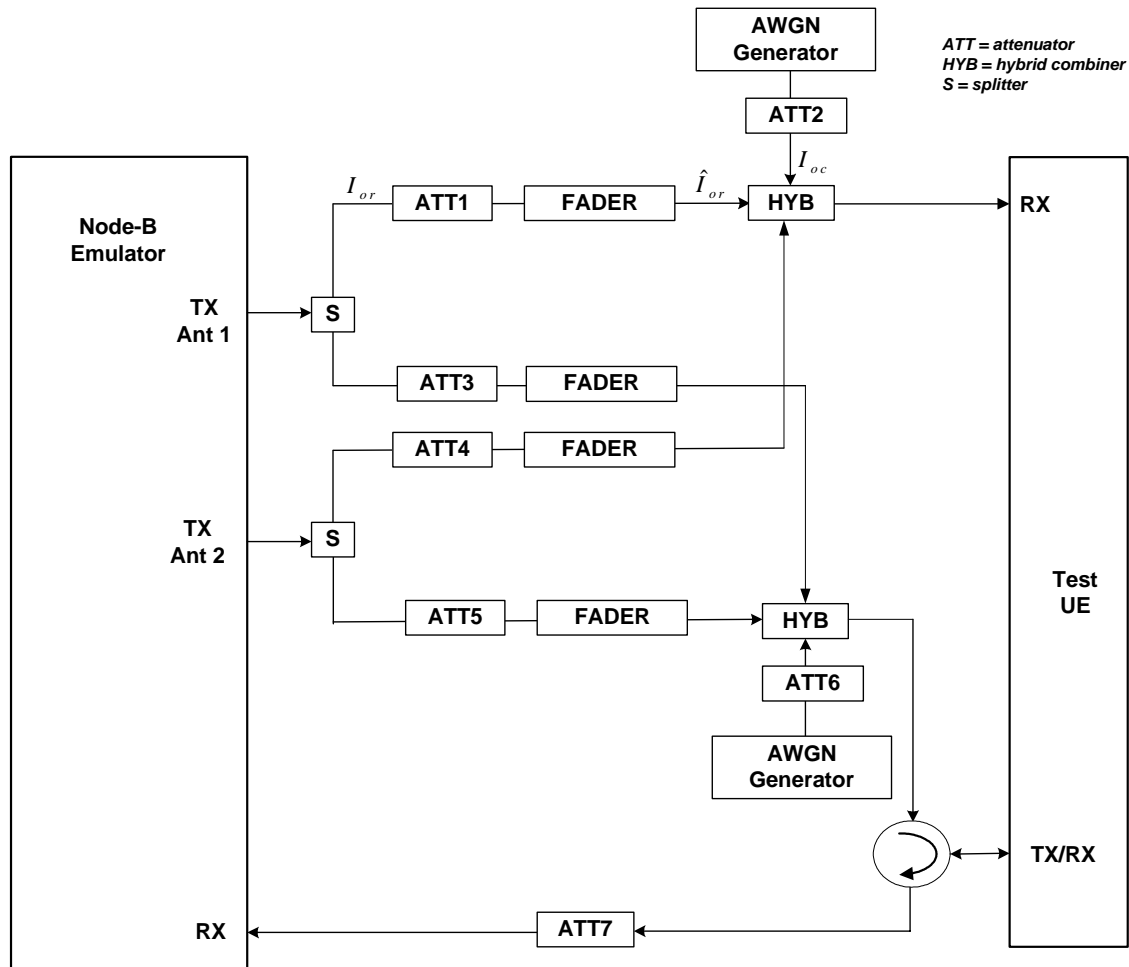 AWGN
Generator
ATT = attenuator
HYB = hybrid combiner
S = splitter
ATT2
I_oc
I_or
ATT1
FADER
Î_or
HYB
RX
Node-B
Emulator
TX
Ant 1
S
ATT3
FADER
ATT4
FADER
TX
Ant 2
S
Test
UE
ATT5
FADER
HYB
ATT6
AWGN
Generator
TX/RX
RX
ATT7